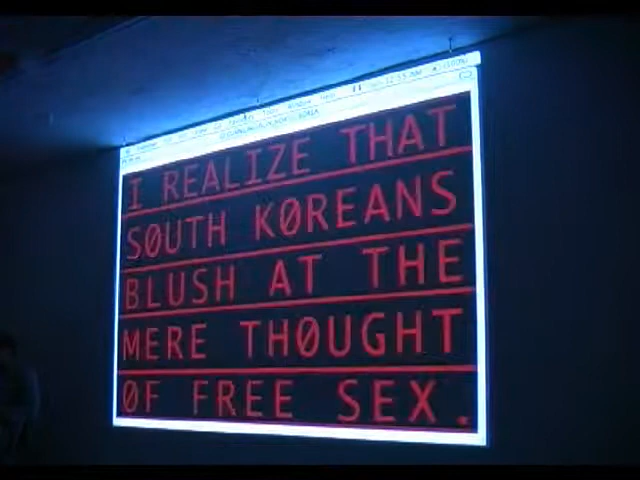 I REALIZE THAT
SØUTH KØREANS
BLUSH AT THE
MERE THØUGHT
ØF FREE SEX.